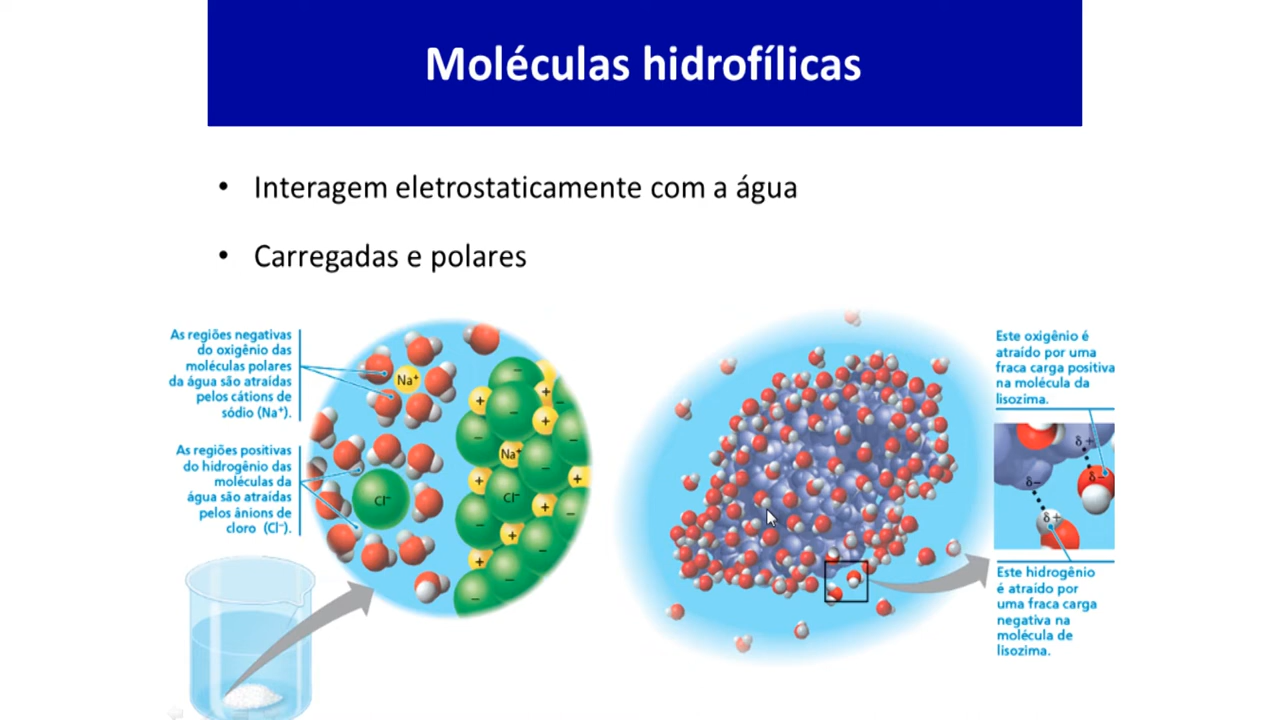 Moléculas hidrofílicas
• Interagem eletrostaticamente com a água
• Carregadas e polares
As regiões negativas
do oxigênio das
moléculas polares
da água são atraídas
pelos cátions de
sódio (Na⁺).
As regiões positivas
do hidrogênio das
moléculas da
água são atraídas
pelos ânions de
cloro (Cl⁻).
Na⁺
Cl⁻
−
+
−
+
−
+
−
−
−
Na⁺
−
+
+
Cl⁻
+
−
−
+
−
+
−
−
Este oxigênio é
atraído por uma
fraca carga positiva
na molécula da
lisozima.
δ+
δ−
δ−
δ+
Este hidrogênio
é atraído por
uma fraca carga
negativa na
molécula de
lisozima.